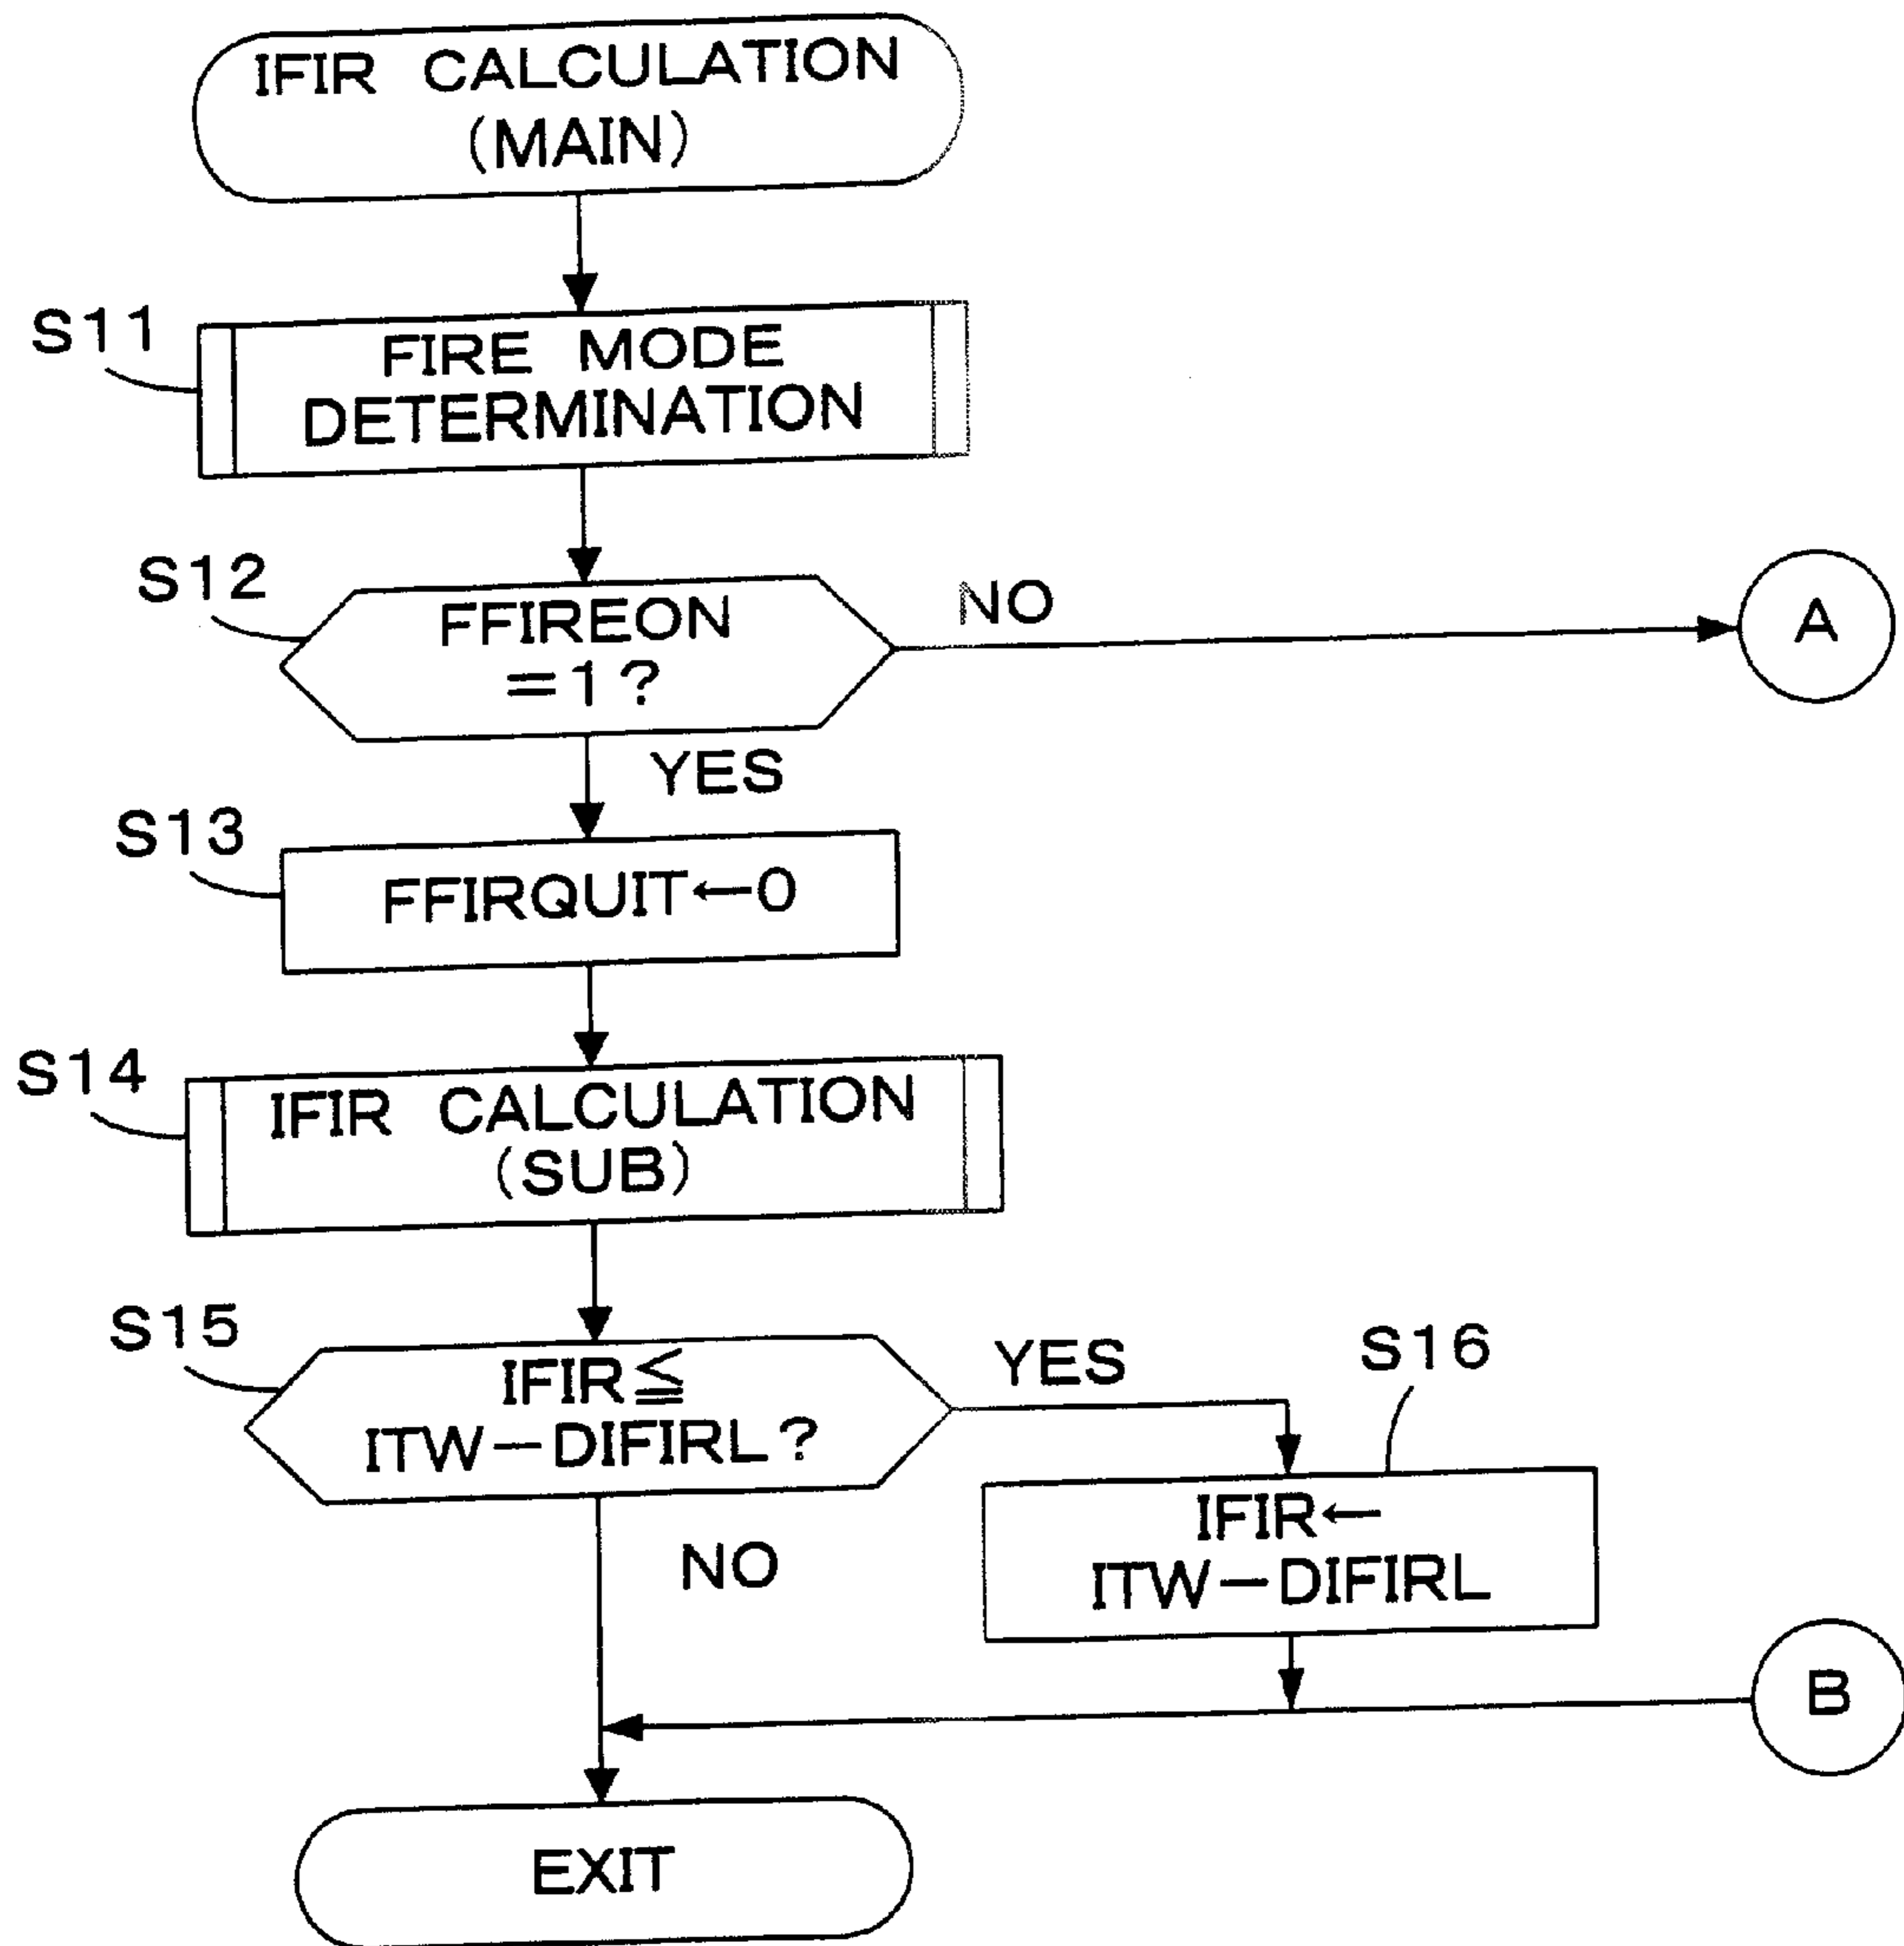 IFIR CALCULATION
(MAIN)
S11
FIRE MODE
DETERMINATION
S12
FFIREON
=1?
NO
A
YES
S13
FFIRQUIT←0
S14
IFIR CALCULATION
(SUB)
S15
IFIR≦
ITW−DIFIRL?
YES
S16
IFIR←
ITW−DIFIRL
NO
B
EXIT